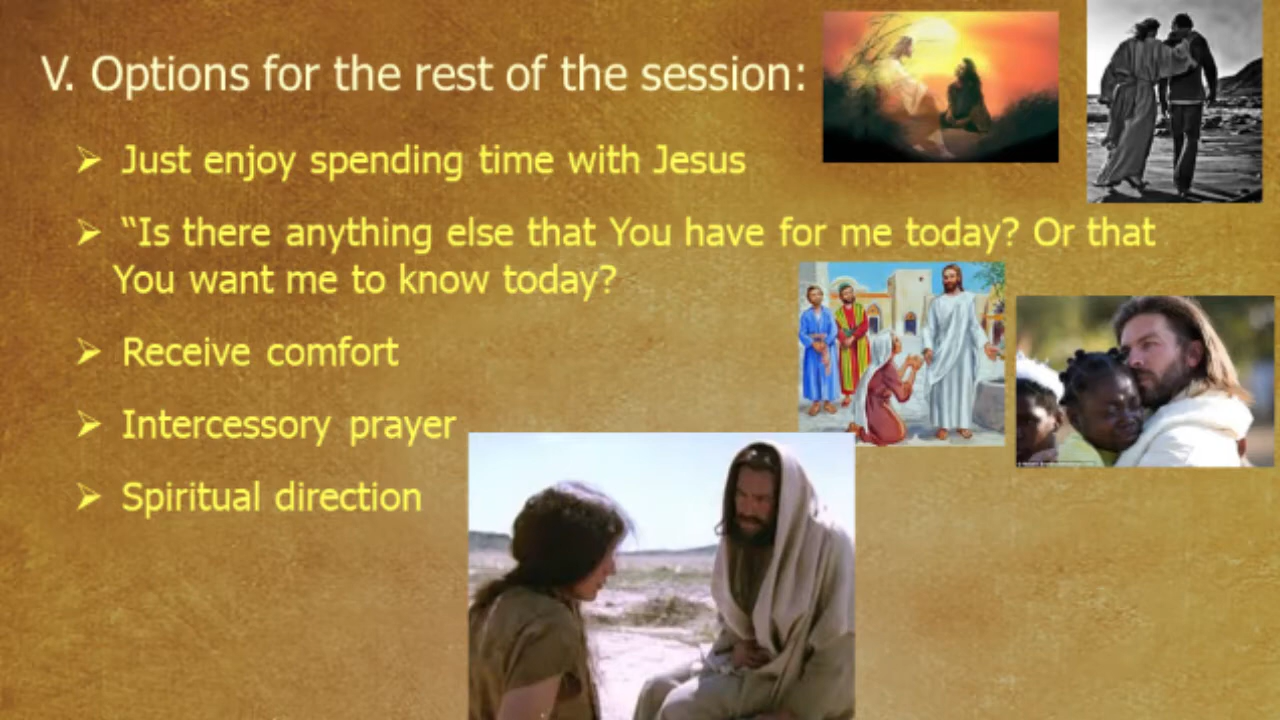 V. Options for the rest of the session:
➢ Just enjoy spending time with Jesus
➢ “Is there anything else that You have for me today? Or that
You want me to know today?
➢ Receive comfort
➢ Intercessory prayer
➢ Spiritual direction